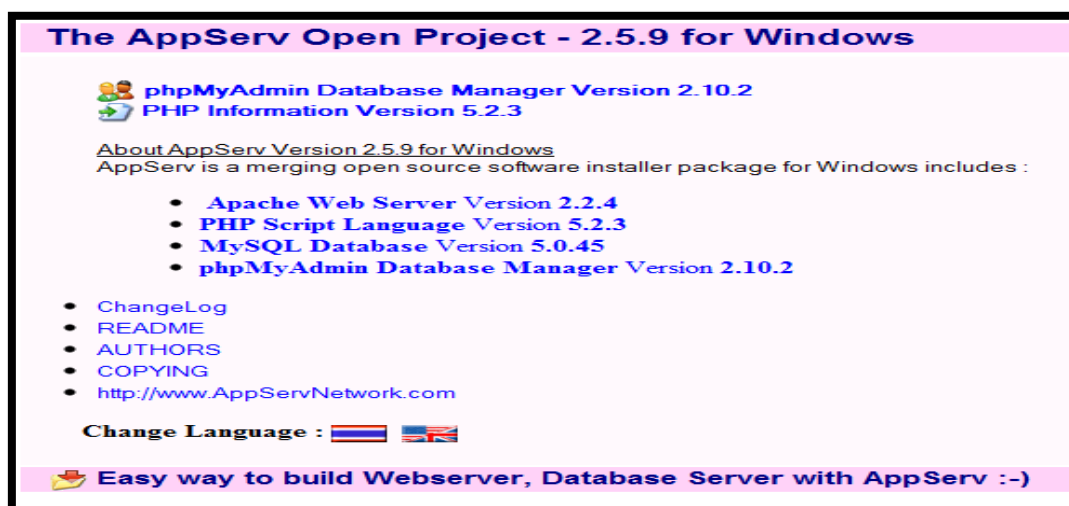 The AppServ Open Project - 2.5.9 for Windows
phpMyAdmin Database Manager Version 2.10.2
PHP Information Version 5.2.3
About AppServ Version 2.5.9 for Windows
AppServ is a merging open source software installer package for Windows includes :
• Apache Web Server Version 2.2.4
• PHP Script Language Version 5.2.3
• MySQL Database Version 5.0.45
• phpMyAdmin Database Manager Version 2.10.2
• ChangeLog
• README
• AUTHORS
• COPYING
• http://www.AppServNetwork.com
Change Language :
Easy way to build Webserver, Database Server with AppServ :-)